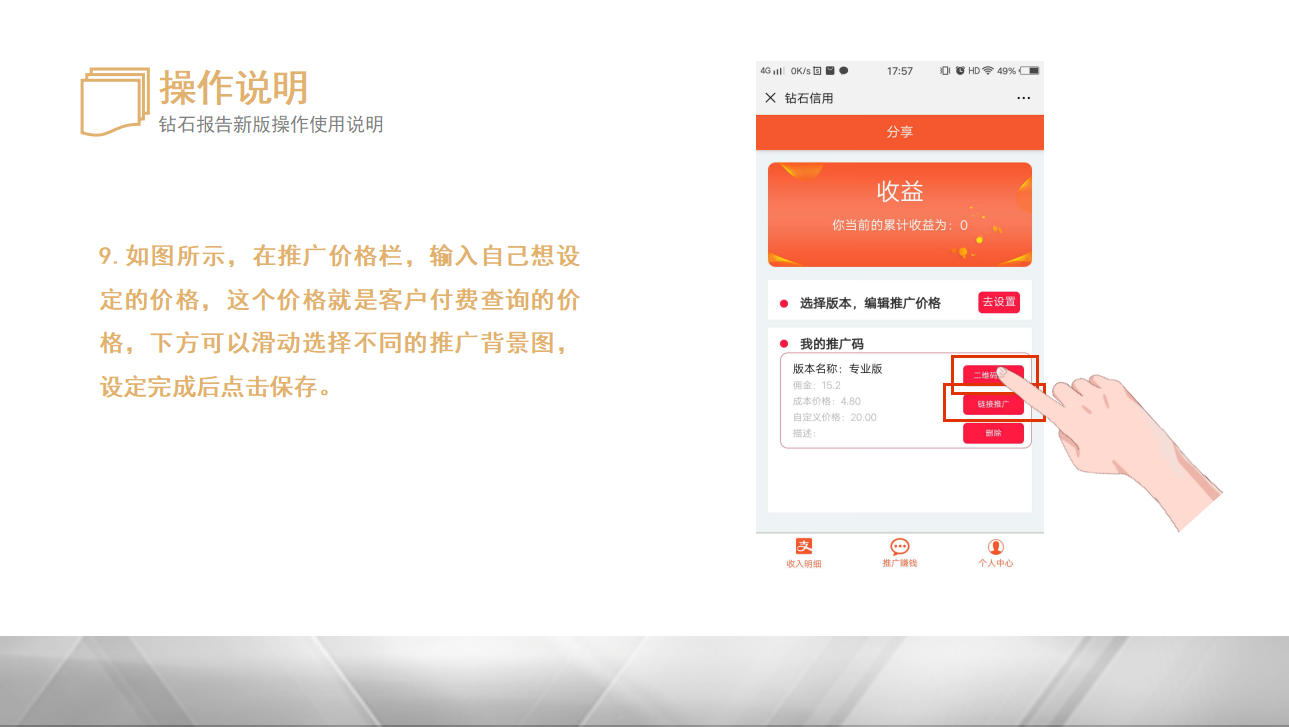 操作说明
钻石报告新版操作使用说明
9.如图所示，在推广价格栏，输入自己想设
定的价格，这个价格就是客户付费查询的价
格，下方可以滑动选择不同的推广背景图，
设定完成后点击保存。
4G 0K/s 17:57 HD 49%
钻石信用
分享
收益
你当前的累计收益为：0
选择版本，编辑推广价格 去设置
我的推广码
版本名称：专业版
二维码
佣金：15.2
成本价格：4.80
链接推广
自定义价格：20.00
描述：
删除
收入明细 推广赚钱 个人中心